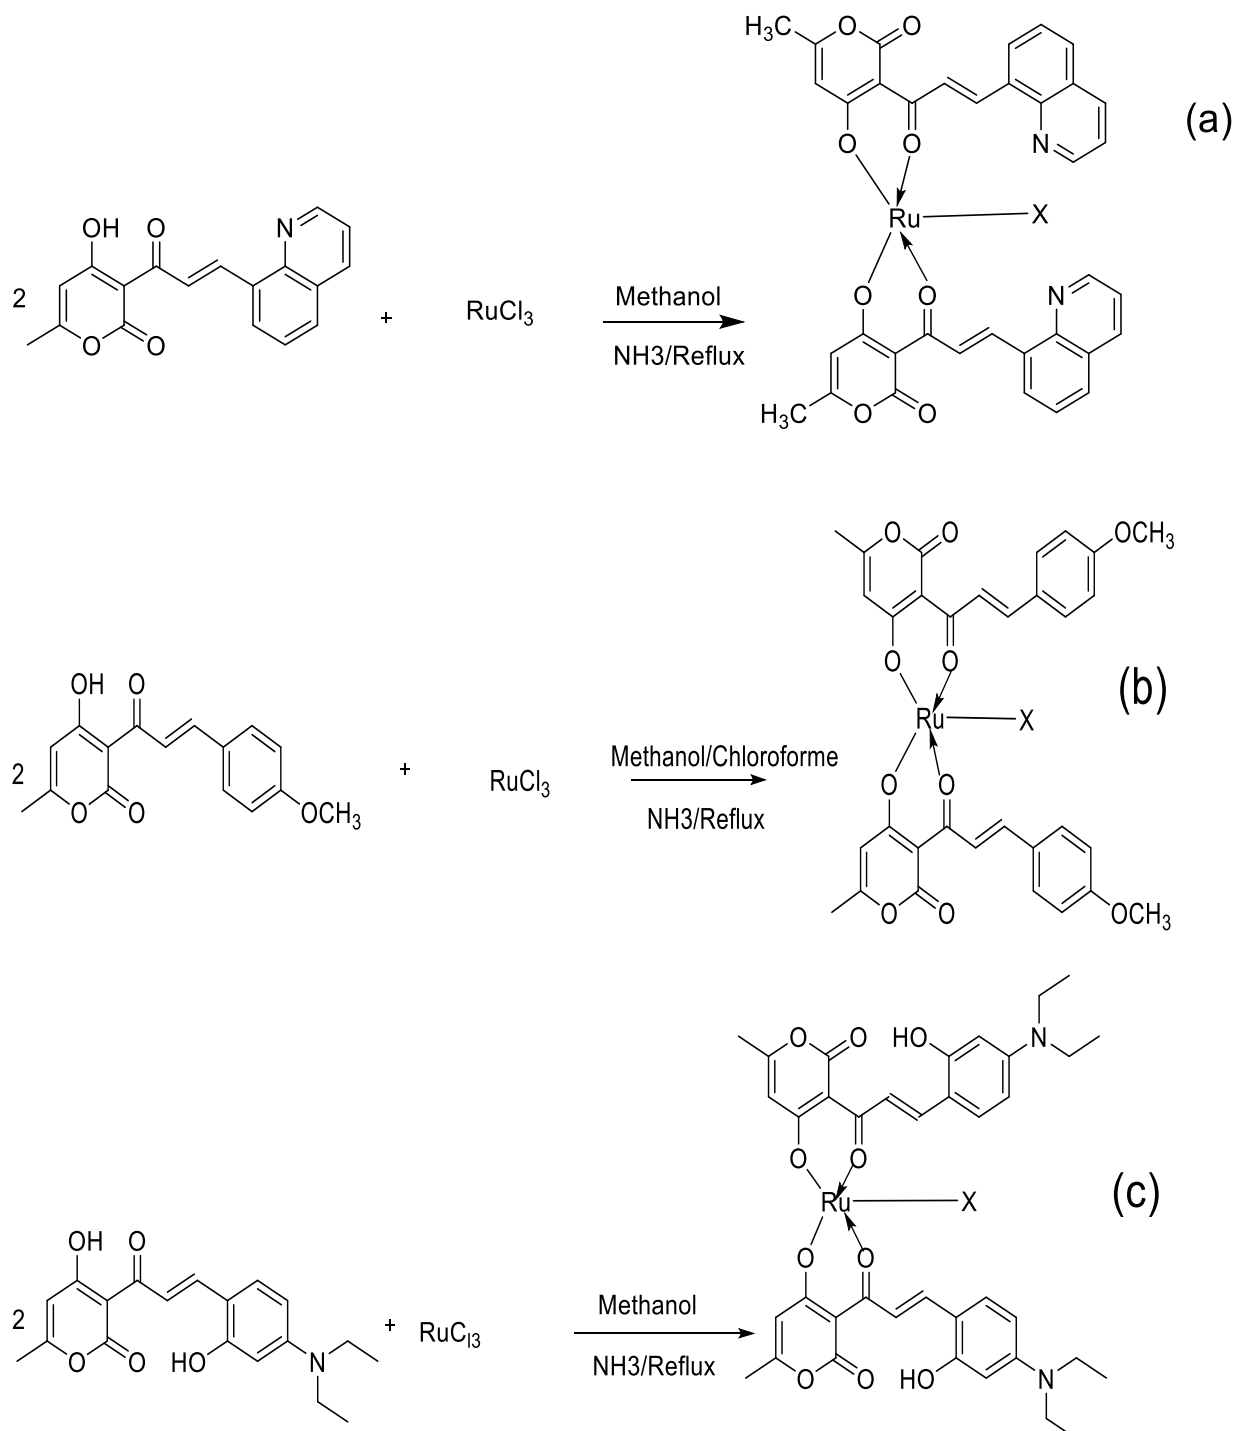 H₃C O O
O O N
(a)
Ru X
OH O N
2 + RuCl₃ Methanol
O O NH3/Reflux
O O N
H₃C O O
O O OCH₃
O O
(b)
Ru X
OH O
2 + RuCl₃ Methanol/Chloroforme
O O OCH₃ NH3/Reflux
O O
O O OCH₃
O O HO N
O O
(c)
Ru X
OH O
O O
2 + RuCl3 Methanol
O O HO N NH3/Reflux
O O HO N